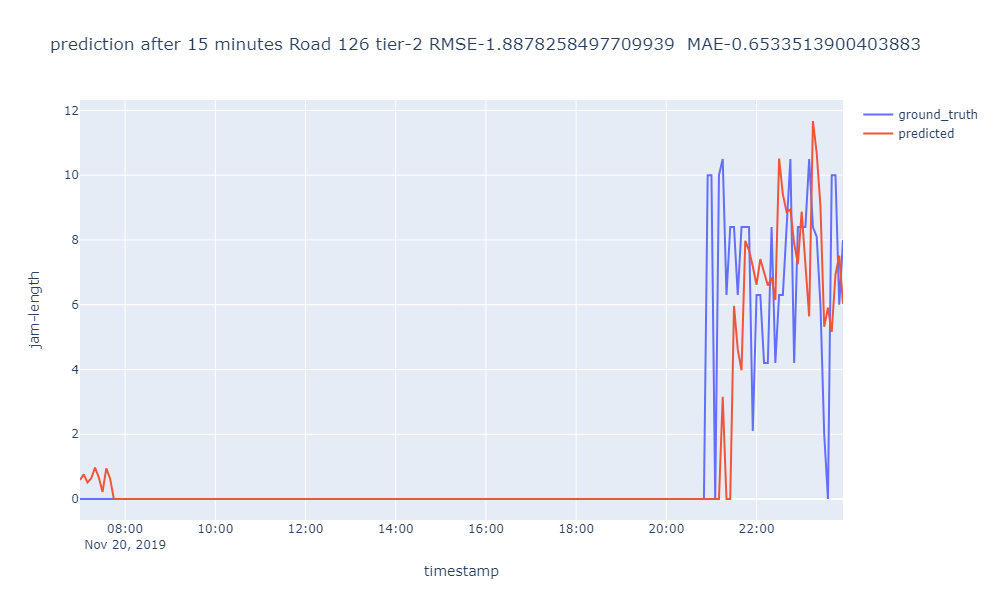 prediction after 15 minutes Road 126 tier-2 RMSE-1.8878258497709939  MAE-0.6533513900403883
ground_truth
predicted
12
10
8
6
4
2
0
jam-length
08:00 10:00 12:00 14:00 16:00 18:00 20:00 22:00
Nov 20, 2019
timestamp